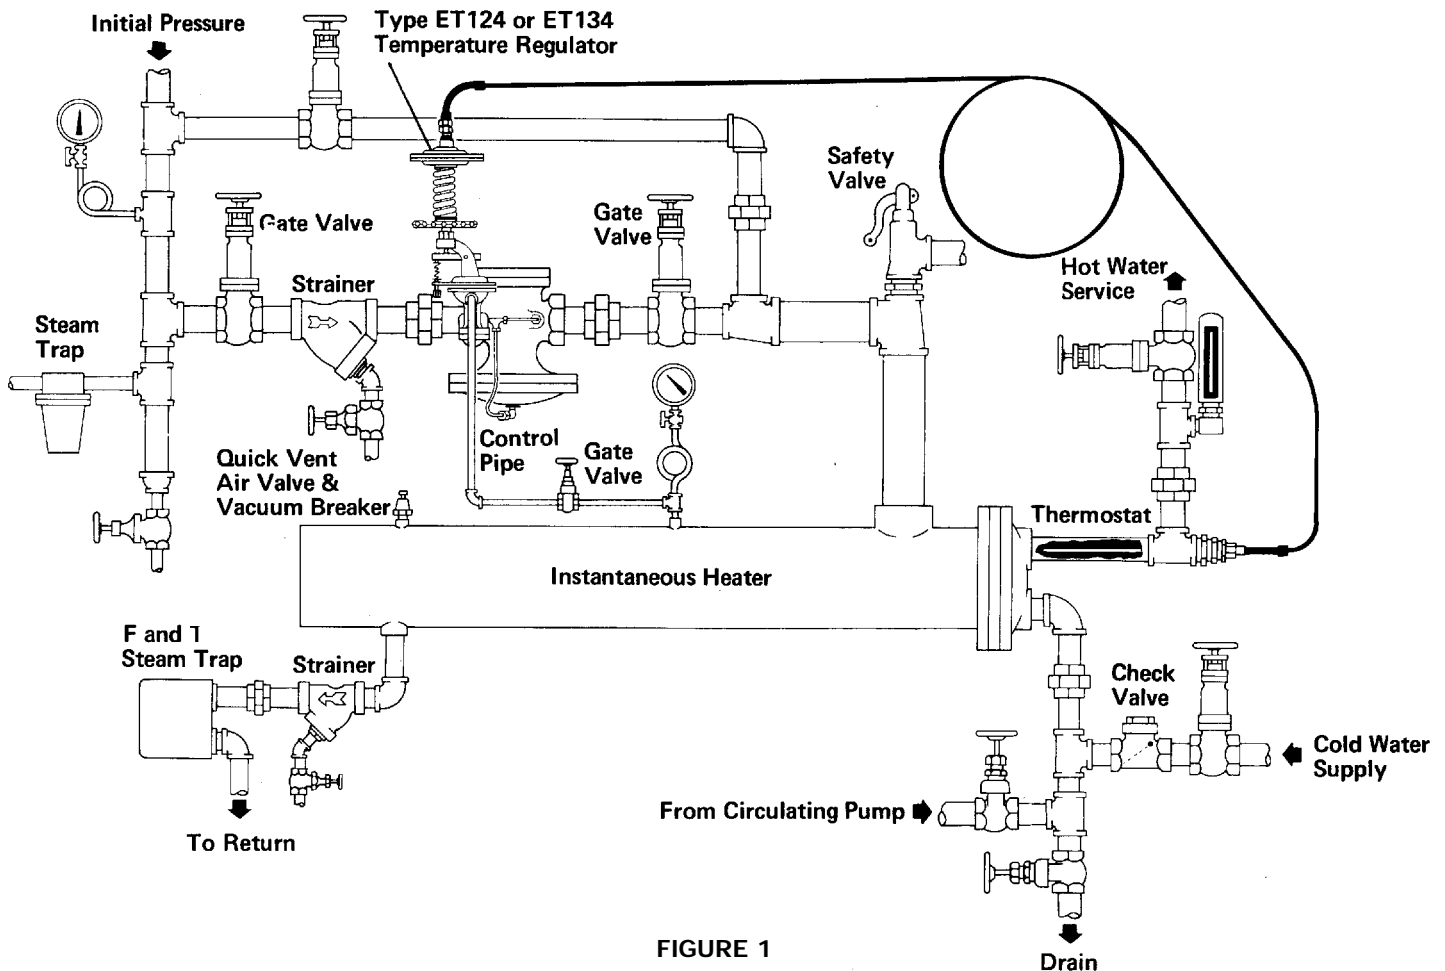 Initial Pressure
Type ET124 or ET134
Temperature Regulator
Safety
Valve
Gate Valve
Gate
Valve
Hot Water
Service
Strainer
Steam
Trap
Control
Pipe
Gate
Valve
Quick Vent
Air Valve &
Vacuum Breaker
Thermostat
Instantaneous Heater
F and T
Steam Trap
Strainer
Check
Valve
Cold Water
Supply
From Circulating Pump
To Return
Drain
FIGURE 1